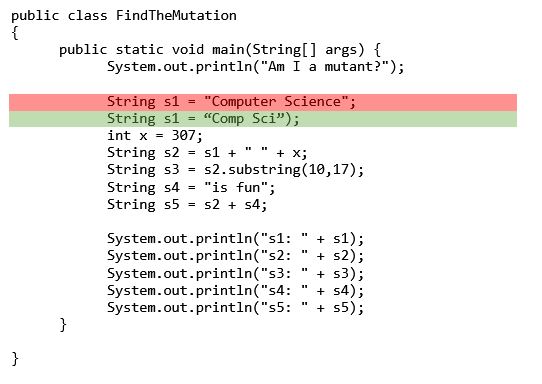 public class FindTheMutation
{
public static void main(String[] args) {
System.out.println("Am I a mutant?");
String s1 = "Computer Science";
String s1 = “Comp Sci”);
int x = 307;
String s2 = s1 + " " + x;
String s3 = s2.substring(10,17);
String s4 = "is fun";
String s5 = s2 + s4;
System.out.println("s1: " + s1);
System.out.println("s2: " + s2);
System.out.println("s3: " + s3);
System.out.println("s4: " + s4);
System.out.println("s5: " + s5);
}
}